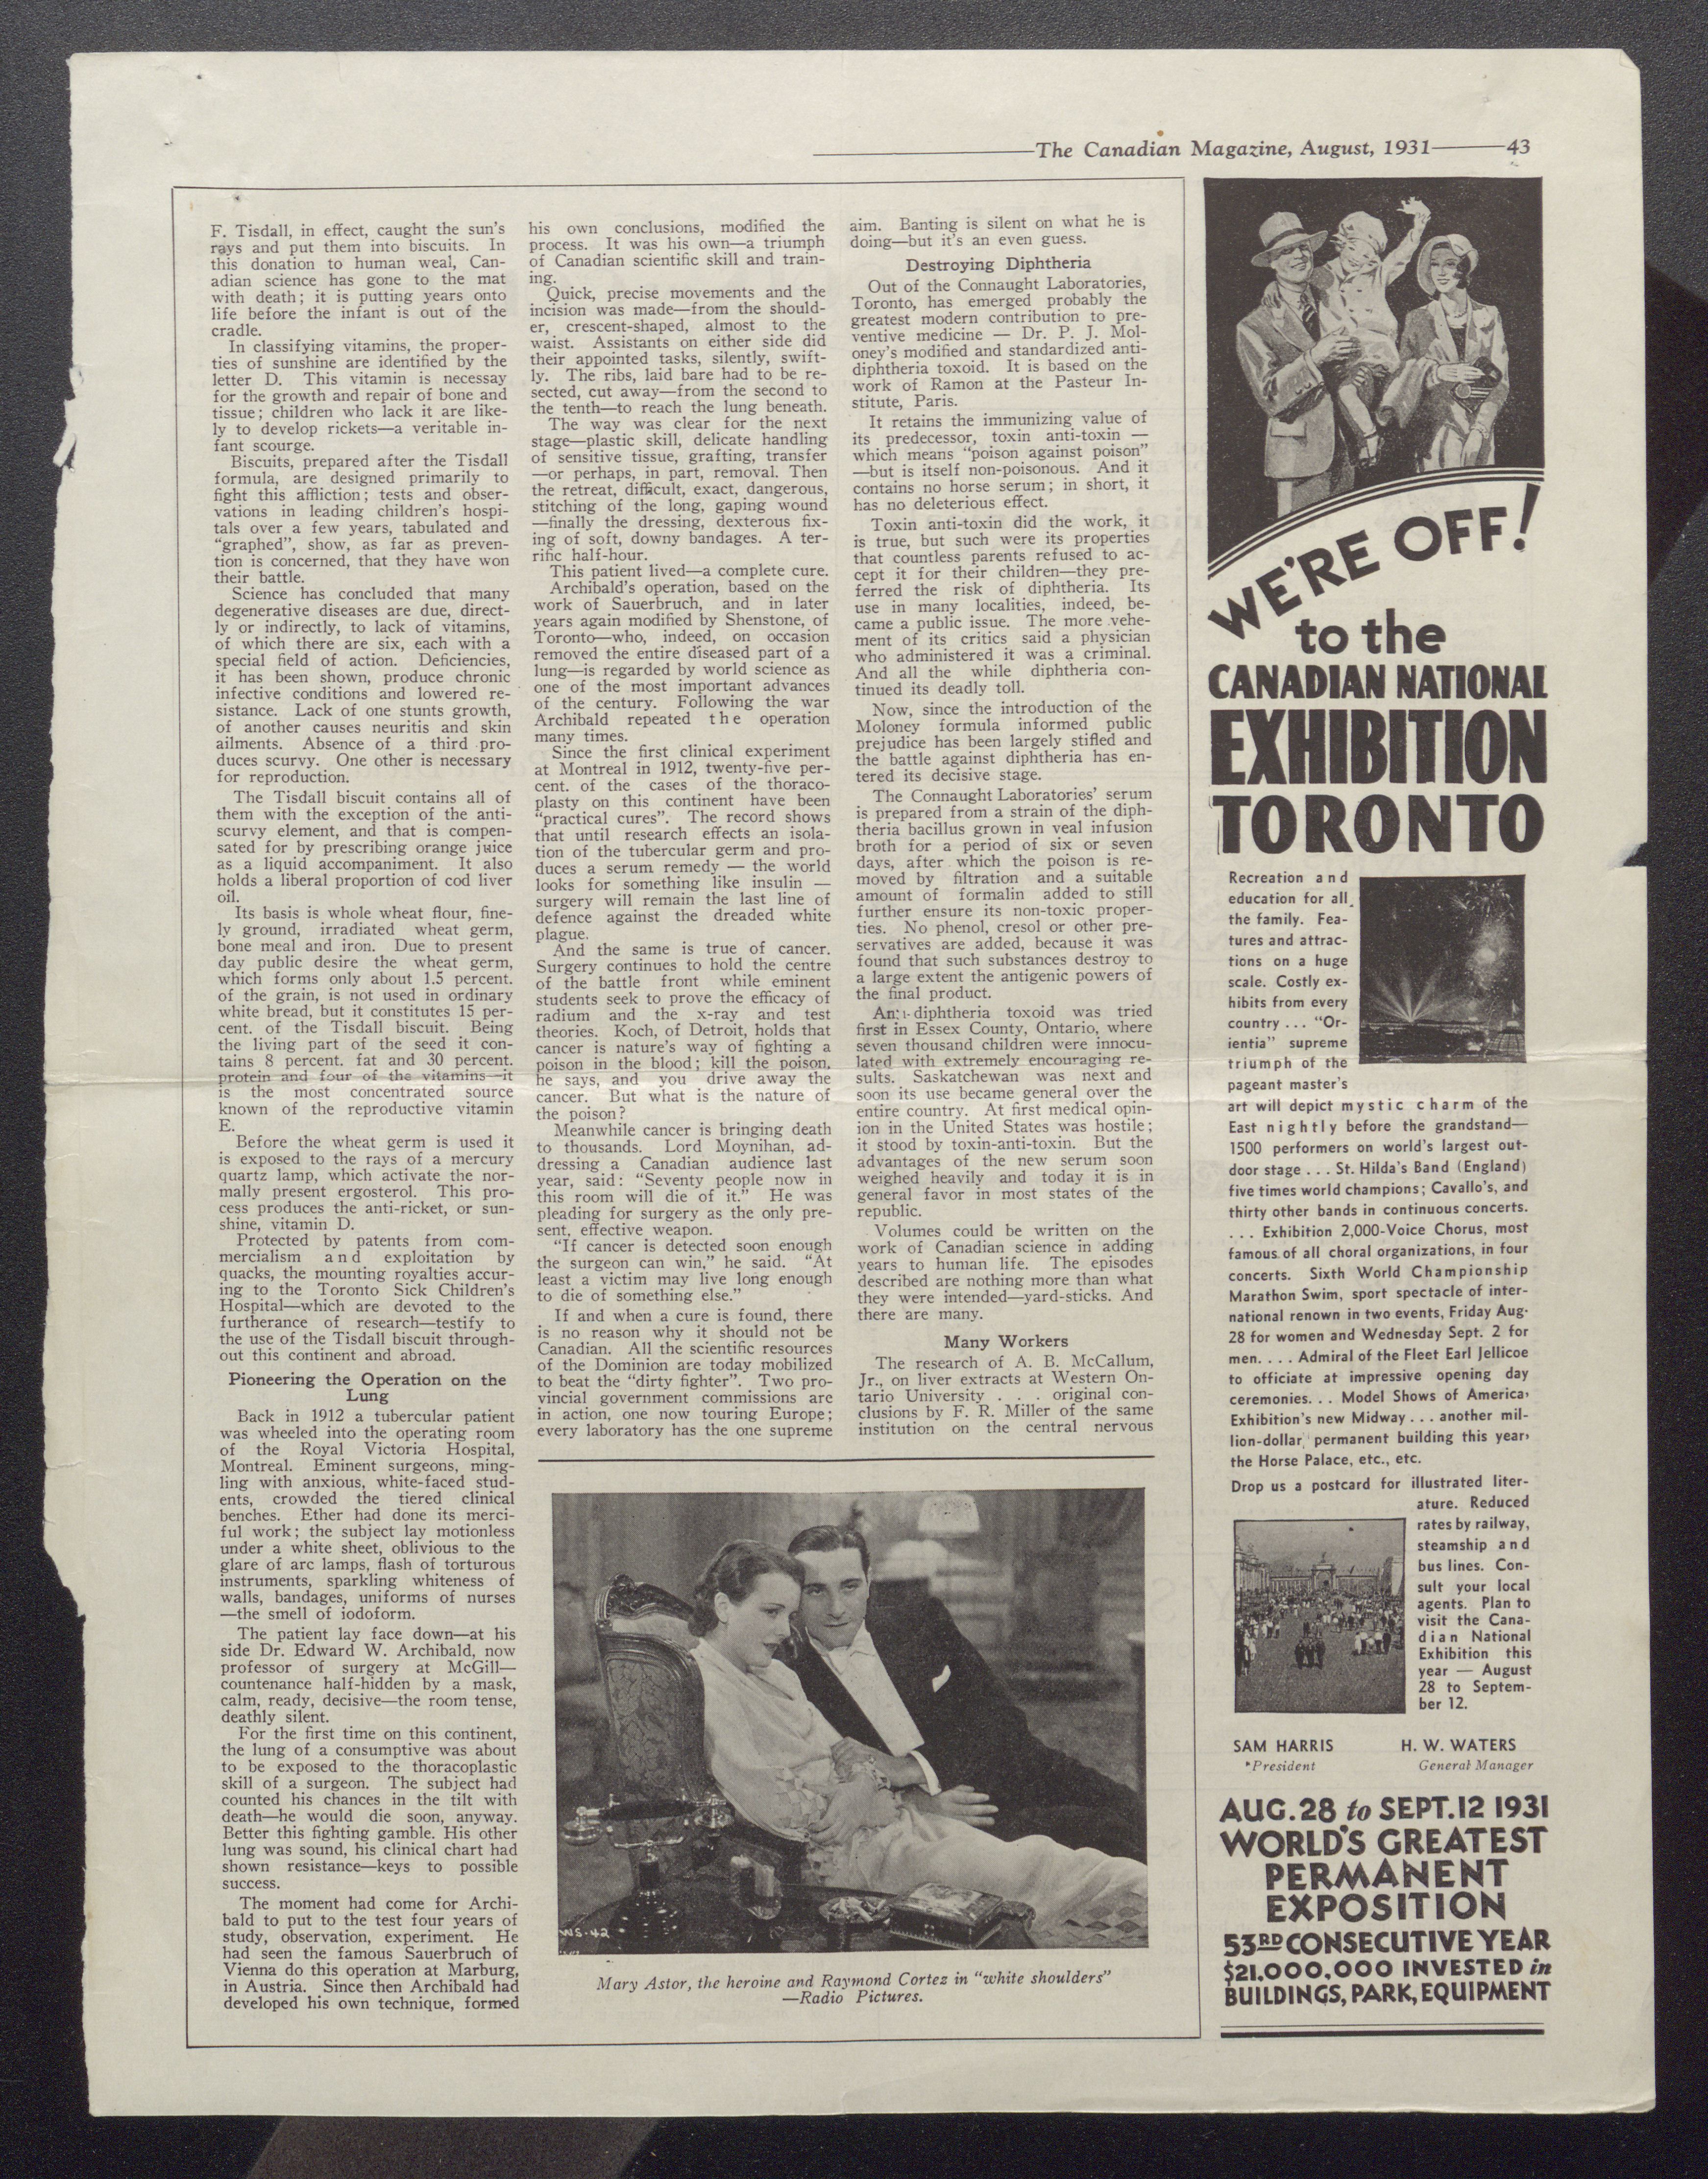 The Canadian Magazine, August, 1931 43
F. Tisdall, in effect, caught the sun's
rays and put them into biscuits. In
this donation to human weal, Can-
adian science has gone to the mat
with death; it is putting years onto
life before the infant is out of the
cradle.
In classifying vitamins, the proper-
ties of sunshine are identified by the
letter D. This vitamin is necessay
for the growth and repair of bone and
tissue; children who lack it are like-
ly to develop rickets—a veritable in-
fant scourge.
Biscuits, prepared after the Tisdall
formula, are designed primarily to
fight this affliction; tests and obser-
vations in leading children's hospi-
tals over a few years, tabulated and
"graphed", show, as far as preven-
tion is concerned, that they have won
their battle.
Science has concluded that many
degenerative diseases are due, direct-
ly or indirectly, to lack of vitamins,
of which there are six, each with a
special field of action. Deficiencies,
it has been shown, produce chronic
infective conditions and lowered re-
sistance. Lack of one stunts growth,
of another causes neuritis and skin
ailments. Absence of a third pro-
duces scurvy. One other is necessary
for reproduction.
The Tisdall biscuit contains all of
them with the exception of the anti-
scurvy element, and that is compen-
sated for by prescribing orange juice
as a liquid accompaniment. It also
holds a liberal proportion of cod liver
oil.
Its basis is whole wheat flour, fine-
ly ground, irradiated wheat germ,
bone meal and iron. Due to present
day public desire the wheat germ,
which forms only about 1.5 percent.
of the grain, is not used in ordinary
white bread, but it constitutes 15 per-
cent. of the Tisdall biscuit. Being
the living part of the seed it con-
tains 8 percent. fat and 30 percent.
protein and four of the vitamins—it
is the most concentrated source
known of the reproductive vitamin
E.
Before the wheat germ is used it
is exposed to the rays of a mercury
quartz lamp, which activate the nor-
mally present ergosterol. This pro-
cess produces the anti-ricket, or sun-
shine, vitamin D.
Protected by patents from com-
mercialism and exploitation by
quacks, the mounting royalties accur-
ing to the Toronto Sick Children's
Hospital—which are devoted to the
furtherance of research—testify to
the use of the Tisdall biscuit through-
out this continent and abroad.
Pioneering the Operation on the
Lung
Back in 1912 a tubercular patient
was wheeled into the operating room
of the Royal Victoria Hospital,
Montreal. Eminent surgeons, ming-
ling with anxious, white-faced stud-
ents, crowded the tiered clinical
benches. Ether had done its merci-
ful work; the subject lay motionless
under a white sheet, oblivious to the
glare of arc lamps, flash of torturous
instruments, sparkling whiteness of
walls, bandages, uniforms of nurses
—the smell of iodoform.
The patient lay face down—at his
side Dr. Edward W. Archibald, now
professor of surgery at McGill—
countenance half-hidden by a mask,
calm, ready, decisive—the room tense,
deathly silent.
For the first time on this continent,
the lung of a consumptive was about
to be exposed to the thoracoplastic
skill of a surgeon. The subject had
counted his chances in the tilt with
death—he would die soon, anyway.
Better this fighting gamble. His other
lung was sound, his clinical chart had
shown resistance—keys to possible
success.
The moment had come for Archi-
bald to put to the test four years of
study, observation, experiment. He
had seen the famous Sauerbruch of
Vienna do this operation at Marburg,
in Austria. Since then Archibald had
developed his own technique, formed
his own conclusions, modified the
process. It was his own—a triumph
of Canadian scientific skill and train-
ing.
Quick, precise movements and the
incision was made—from the should-
er, crescent-shaped, almost to the
waist. Assistants on either side did
their appointed tasks, silently, swift-
ly. The ribs, laid bare had to be re-
sected, cut away—from the second to
the tenth—to reach the lung beneath.
The way was clear for the next
stage—plastic skill, delicate handling
of sensitive tissue, grafting, transfer
—or perhaps, in part, removal. Then
the retreat, difficult, exact, dangerous,
stitching of the long, gaping wound
—finally the dressing, dexterous fix-
ing of soft, downy bandages. A ter-
rific half-hour.
This patient lived—a complete cure.
Archibald's operation, based on the
work of Sauerbruch, and in later
years again modified by Shenstone, of
Toronto—who, indeed, on occasion
removed the entire diseased part of a
lung—is regarded by world science as
one of the most important advances
of the century. Following the war
Archibald repeated the operation
many times.
Since the first clinical experiment
at Montreal in 1912, twenty-five per-
cent. of the cases of the thoraco-
plasty on this continent have been
"practical cures". The record shows
that until research effects an isola-
tion of the tubercular germ and pro-
duces a serum remedy — the world
looks for something like insulin —
surgery will remain the last line of
defence against the dreaded white
plague.
And the same is true of cancer.
Surgery continues to hold the centre
of the battle front while eminent
students seek to prove the efficacy of
radium and the x-ray and test
theories. Koch, of Detroit, holds that
cancer is nature's way of fighting a
poison in the blood; kill the poison,
he says, and you drive away the
cancer. But what is the nature of
the poison?
Meanwhile cancer is bringing death
to thousands. Lord Moynihan, ad-
dressing a Canadian audience last
year, said: "Seventy people now in
this room will die of it." He was
pleading for surgery as the only pre-
sent, effective weapon.
"If cancer is detected soon enough
the surgeon can win," he said. "At
least a victim may live long enough
to die of something else."
If and when a cure is found, there
is no reason why it should not be
Canadian. All the scientific resources
of the Dominion are today mobilized
to beat the "dirty fighter". Two pro-
vincial government commissions are
in action, one now touring Europe;
every laboratory has the one supreme
aim. Banting is silent on what he is
doing—but it's an even guess.
Destroying Diphtheria
Out of the Connaught Laboratories,
Toronto, has emerged probably the
greatest modern contribution to pre-
ventive medicine — Dr. P. J. Mol-
oney's modified and standardized anti-
diphtheria toxoid. It is based on the
work of Ramon at the Pasteur In-
stitute, Paris.
It retains the immunizing value of
its predecessor, toxin anti-toxin —
which means "poison against poison"
—but is itself non-poisonous. And it
contains no horse serum; in short, it
has no deleterious effect.
Toxin anti-toxin did the work, it
is true, but such were its properties
that countless parents refused to ac-
cept it for their children—they pre-
ferred the risk of diphtheria. Its
use in many localities, indeed, be-
came a public issue. The more vehe-
ment of its critics said a physician
who administered it was a criminal.
And all the while diphtheria con-
tinued its deadly toll.
Now, since the introduction of the
Moloney formula informed public
prejudice has been largely stifled and
the battle against diphtheria has en-
tered its decisive stage.
The Connaught Laboratories' serum
is prepared from a strain of the diph-
theria bacillus grown in veal infusion
broth for a period of six or seven
days, after which the poison is re-
moved by filtration and a suitable
amount of formalin added to still
further ensure its non-toxic proper-
ties. No phenol, cresol or other pre-
servatives are added, because it was
found that such substances destroy to
a large extent the antigenic powers of
the final product.
Anti-diphtheria toxoid was tried
first in Essex County, Ontario, where
seven thousand children were innocu-
lated with extremely encouraging re-
sults. Saskatchewan was next and
soon its use became general over the
entire country. At first medical opin-
ion in the United States was hostile;
it stood by toxin-anti-toxin. But the
advantages of the new serum soon
weighed heavily and today it is in
general favor in most states of the
republic.
Volumes could be written on the
work of Canadian science in adding
years to human life. The episodes
described are nothing more than what
they were intended—yard-sticks. And
there are many.
Many Workers
The research of A. B. McCallum,
Jr., on liver extracts at Western On-
tario University . . . original con-
clusions by F. R. Miller of the same
institution on the central nervous
WS-42
Mary Astor, the heroine and Raymond Cortez in "white shoulders"
—Radio Pictures.
WE'RE OFF!
to the
CANADIAN NATIONAL
EXHIBITION
TORONTO
Recreation and
education for all
the family. Fea-
tures and attrac-
tions on a huge
scale. Costly ex-
hibits from every
country . . . "Or-
ientia" supreme
triumph of the
pageant master's
art will depict mystic charm of the
East nightly before the grandstand—
1500 performers on world's largest out-
door stage . . . St. Hilda's Band (England)
five times world champions; Cavallo's, and
thirty other bands in continuous concerts.
. . . Exhibition 2,000-Voice Chorus, most
famous of all choral organizations, in four
concerts. Sixth World Championship
Marathon Swim, sport spectacle of inter-
national renown in two events, Friday Aug.
28 for women and Wednesday Sept. 2 for
men. . . . Admiral of the Fleet Earl Jellicoe
to officiate at impressive opening day
ceremonies. . . Model Shows of America,
Exhibition's new Midway . . . another mil-
lion-dollar permanent building this year,
the Horse Palace, etc., etc.
Drop us a postcard for illustrated liter-
ature. Reduced
rates by railway,
steamship and
bus lines. Con-
sult your local
agents. Plan to
visit the Cana-
dian National
Exhibition this
year — August
28 to Septem-
ber 12.
SAM HARRIS H. W. WATERS
President General Manager
AUG. 28 to SEPT. 12 1931
WORLD'S GREATEST
PERMANENT
EXPOSITION
53RD CONSECUTIVE YEAR
$21,000,000 INVESTED in
BUILDINGS, PARK, EQUIPMENT